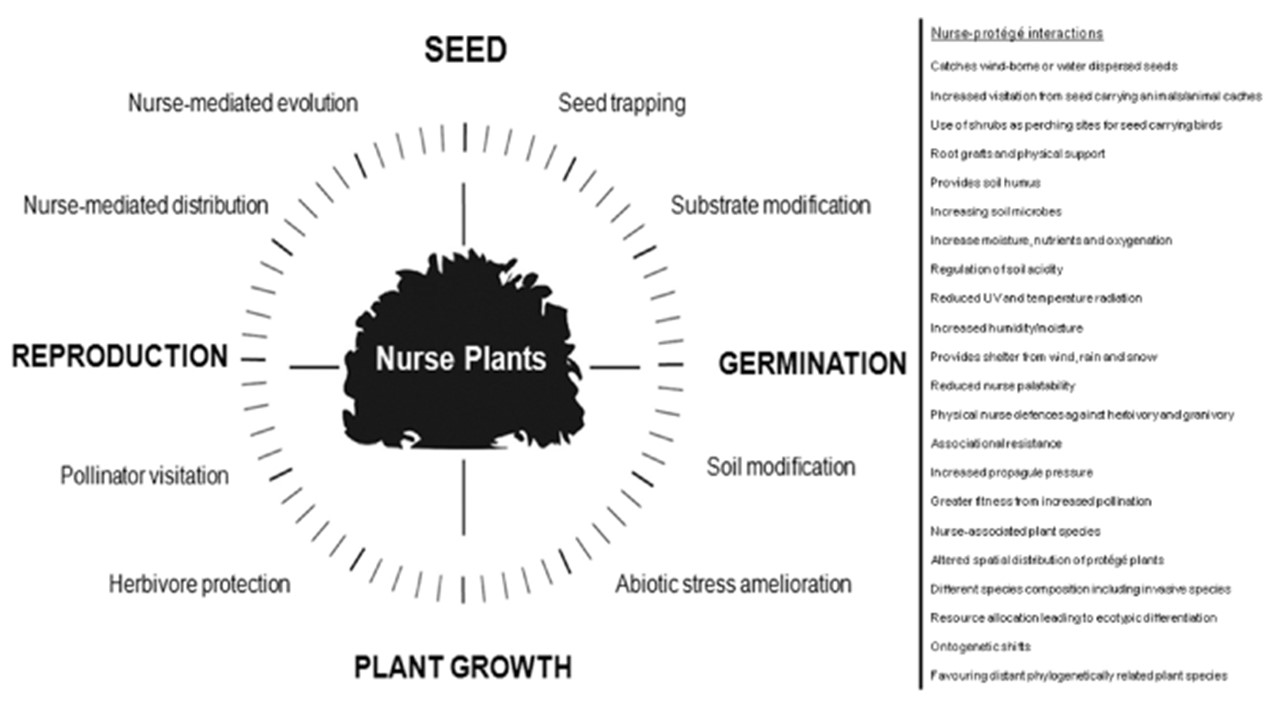 SEED
Nurse-mediated evolution
Seed trapping
Nurse-mediated distribution
Substrate modification
REPRODUCTION
Nurse Plants
GERMINATION
Pollinator visitation
Soil modification
Herbivore protection
Abiotic stress amelioration
PLANT GROWTH
Nurse-protégé interactions
Catches wind-borne or water dispersed seeds
Increased visitation from seed carrying animals/animal caches
Use of shrubs as perching sites for seed carrying birds
Root grafts and physical support
Provides soil humus
Increasing soil microbes
Increase moisture, nutrients and oxygenation
Regulation of soil acidity
Reduced UV and temperature radiation
Increased humidity/moisture
Provides shelter from wind, rain and snow
Reduced nurse palatability
Physical nurse defences against herbivory and granivory
Associational resistance
Increased propagule pressure
Greater fitness from increased pollination
Nurse-associated plant species
Altered spatial distribution of protégé plants
Different species composition including invasive species
Resource allocation leading to ecotypic differentiation
Ontogenetic shifts
Favouring distant phylogenetically related plant species